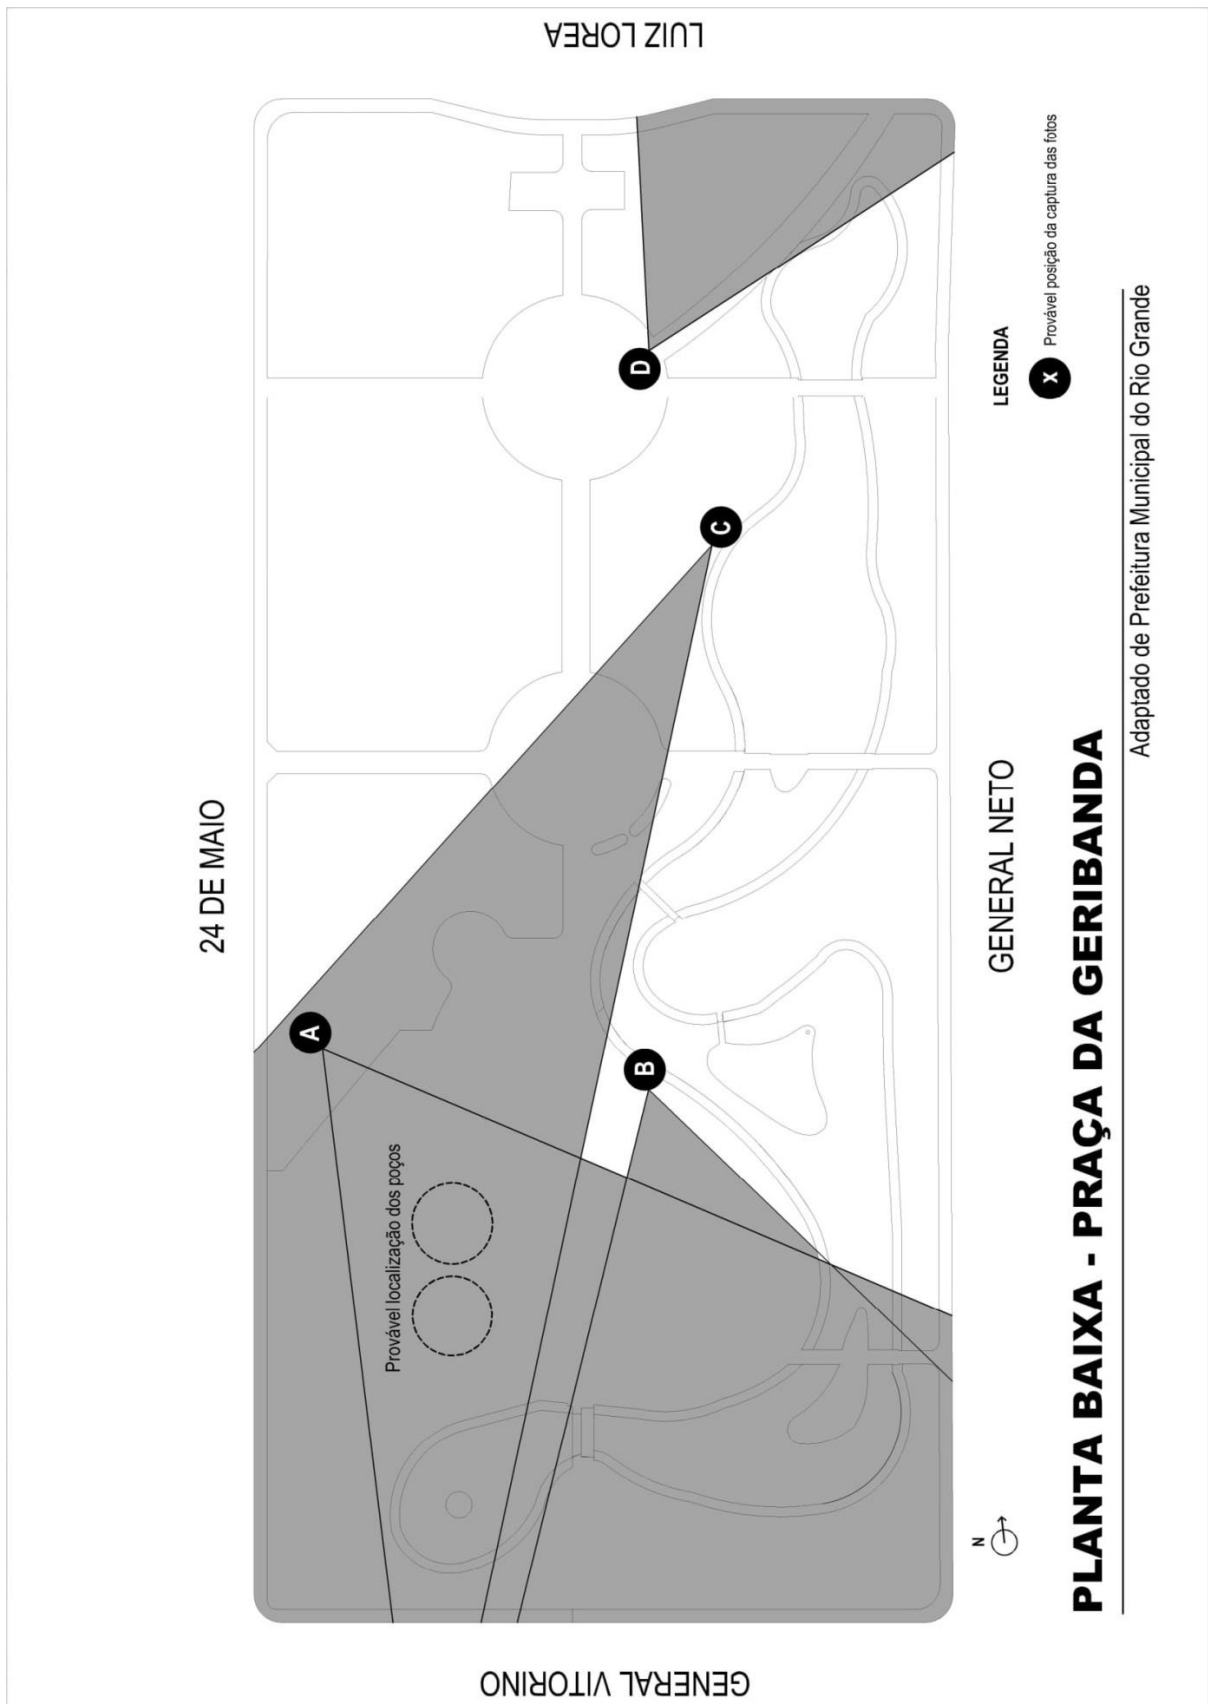 LUIZ LOREA
24 DE MAIO
A
B
C
D
Provável localização dos poços
GENERAL NETO
GENERAL VITORINO
LEGENDA
X Provável posição da captura das fotos
N
PLANTA BAIXA - PRAÇA DA GERIBANDA
Adaptado de Prefeitura Municipal do Rio Grande